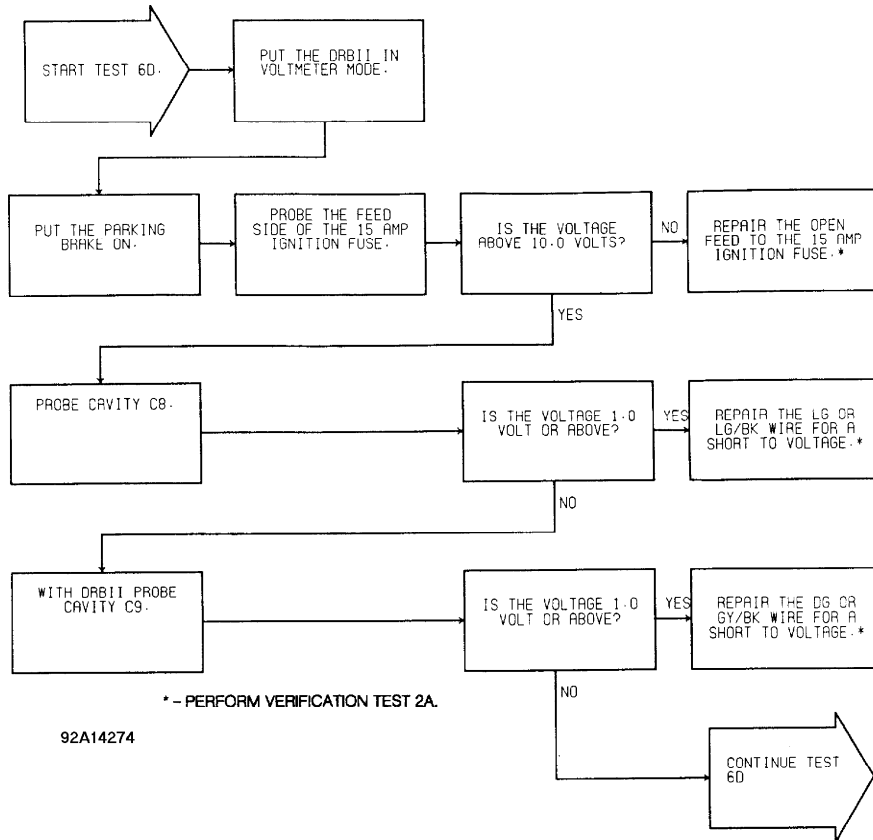 START TEST 6D.
PUT THE DRBII IN
VOLTMETER MODE.
PUT THE PARKING
BRAKE ON.
PROBE THE FEED
SIDE OF THE 15 AMP
IGNITION FUSE.
IS THE VOLTAGE
ABOVE 10.0 VOLTS?
NO
REPAIR THE OPEN
FEED TO THE 15 AMP
IGNITION FUSE.*
YES
PROBE CAVITY C8.
IS THE VOLTAGE 1.0
VOLT OR ABOVE?
YES
REPAIR THE LG OR
LG/BK WIRE FOR A
SHORT TO VOLTAGE.*
NO
WITH DRBII PROBE
CAVITY C9.
IS THE VOLTAGE 1.0
VOLT OR ABOVE?
YES
REPAIR THE DG OR
GY/BK WIRE FOR A
SHORT TO VOLTAGE.*
NO
* – PERFORM VERIFICATION TEST 2A.
92A14274
CONTINUE TEST
6D